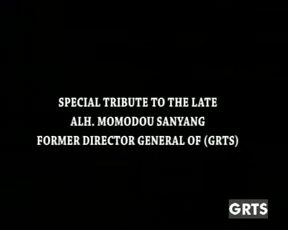 SPECIAL TRIBUTE TO THE LATE
ALH. MOMODOU SANYANG
FORMER DIRECTOR GENERAL OF (GRTS)
GRTS